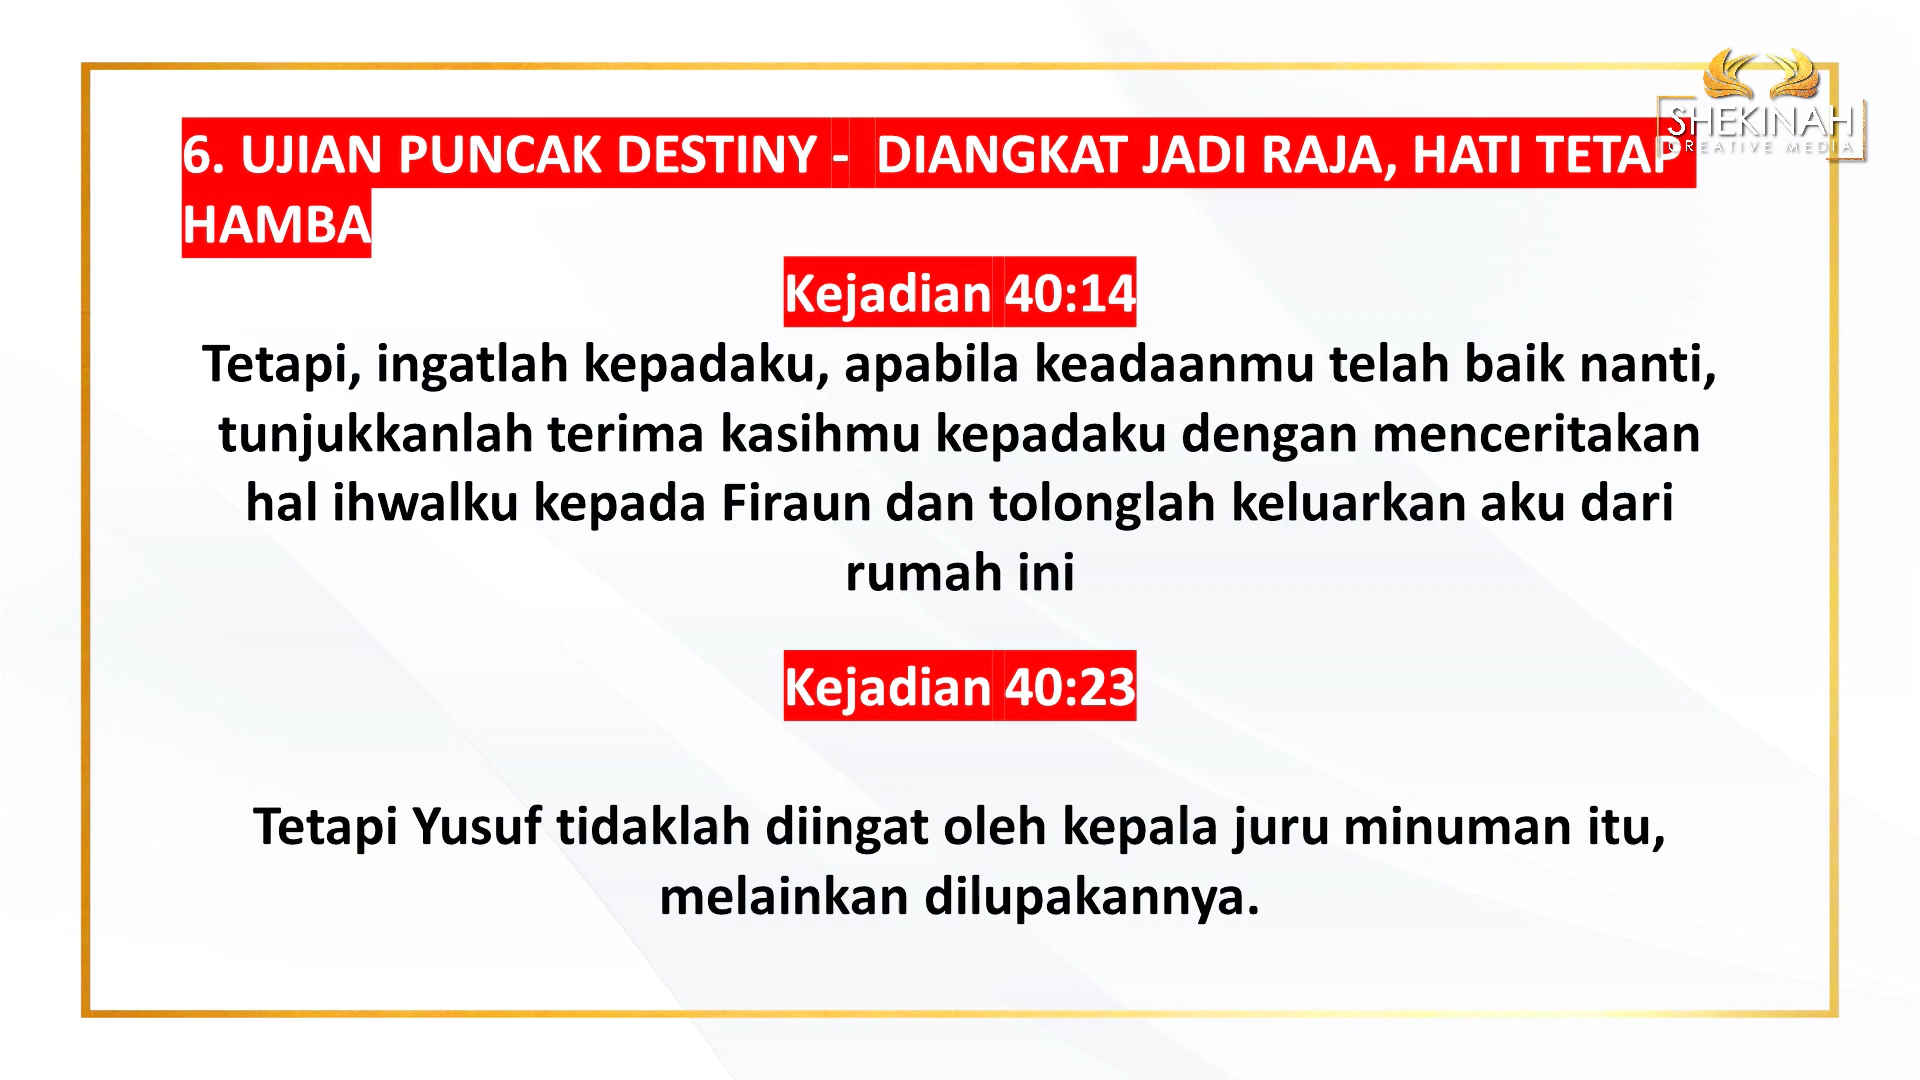 SHEKINAH
CREATIVE MEDIA
6. UJIAN PUNCAK DESTINY -  DIANGKAT JADI RAJA, HATI TETAP
HAMBA
Kejadian 40:14
Tetapi, ingatlah kepadaku, apabila keadaanmu telah baik nanti,
tunjukkanlah terima kasihmu kepadaku dengan menceritakan
hal ihwalku kepada Firaun dan tolonglah keluarkan aku dari
rumah ini
Kejadian 40:23
Tetapi Yusuf tidaklah diingat oleh kepala juru minuman itu,
melainkan dilupakannya.